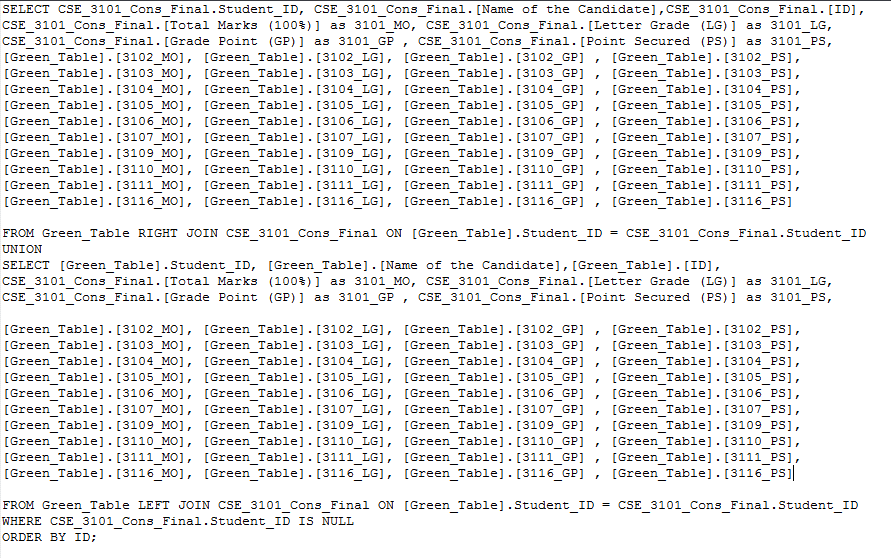 SELECT CSE_3101_Cons_Final.Student_ID, CSE_3101_Cons_Final.[Name of the Candidate],CSE_3101_Cons_Final.[ID],
CSE_3101_Cons_Final.[Total Marks (100%)] as 3101_MO, CSE_3101_Cons_Final.[Letter Grade (LG)] as 3101_LG,
CSE_3101_Cons_Final.[Grade Point (GP)] as 3101_GP , CSE_3101_Cons_Final.[Point Secured (PS)] as 3101_PS,
[Green_Table].[3102_MO], [Green_Table].[3102_LG], [Green_Table].[3102_GP] , [Green_Table].[3102_PS],
[Green_Table].[3103_MO], [Green_Table].[3103_LG], [Green_Table].[3103_GP] , [Green_Table].[3103_PS],
[Green_Table].[3104_MO], [Green_Table].[3104_LG], [Green_Table].[3104_GP] , [Green_Table].[3104_PS],
[Green_Table].[3105_MO], [Green_Table].[3105_LG], [Green_Table].[3105_GP] , [Green_Table].[3105_PS],
[Green_Table].[3106_MO], [Green_Table].[3106_LG], [Green_Table].[3106_GP] , [Green_Table].[3106_PS],
[Green_Table].[3107_MO], [Green_Table].[3107_LG], [Green_Table].[3107_GP] , [Green_Table].[3107_PS],
[Green_Table].[3109_MO], [Green_Table].[3109_LG], [Green_Table].[3109_GP] , [Green_Table].[3109_PS],
[Green_Table].[3110_MO], [Green_Table].[3110_LG], [Green_Table].[3110_GP] , [Green_Table].[3110_PS],
[Green_Table].[3111_MO], [Green_Table].[3111_LG], [Green_Table].[3111_GP] , [Green_Table].[3111_PS],
[Green_Table].[3116_MO], [Green_Table].[3116_LG], [Green_Table].[3116_GP] , [Green_Table].[3116_PS]
FROM Green_Table RIGHT JOIN CSE_3101_Cons_Final ON [Green_Table].Student_ID = CSE_3101_Cons_Final.Student_ID
UNION
SELECT [Green_Table].Student_ID, [Green_Table].[Name of the Candidate],[Green_Table].[ID],
CSE_3101_Cons_Final.[Total Marks (100%)] as 3101_MO, CSE_3101_Cons_Final.[Letter Grade (LG)] as 3101_LG,
CSE_3101_Cons_Final.[Grade Point (GP)] as 3101_GP , CSE_3101_Cons_Final.[Point Secured (PS)] as 3101_PS,
[Green_Table].[3102_MO], [Green_Table].[3102_LG], [Green_Table].[3102_GP] , [Green_Table].[3102_PS],
[Green_Table].[3103_MO], [Green_Table].[3103_LG], [Green_Table].[3103_GP] , [Green_Table].[3103_PS],
[Green_Table].[3104_MO], [Green_Table].[3104_LG], [Green_Table].[3104_GP] , [Green_Table].[3104_PS],
[Green_Table].[3105_MO], [Green_Table].[3105_LG], [Green_Table].[3105_GP] , [Green_Table].[3105_PS],
[Green_Table].[3106_MO], [Green_Table].[3106_LG], [Green_Table].[3106_GP] , [Green_Table].[3106_PS],
[Green_Table].[3107_MO], [Green_Table].[3107_LG], [Green_Table].[3107_GP] , [Green_Table].[3107_PS],
[Green_Table].[3109_MO], [Green_Table].[3109_LG], [Green_Table].[3109_GP] , [Green_Table].[3109_PS],
[Green_Table].[3110_MO], [Green_Table].[3110_LG], [Green_Table].[3110_GP] , [Green_Table].[3110_PS],
[Green_Table].[3111_MO], [Green_Table].[3111_LG], [Green_Table].[3111_GP] , [Green_Table].[3111_PS],
[Green_Table].[3116_MO], [Green_Table].[3116_LG], [Green_Table].[3116_GP] , [Green_Table].[3116_PS]
FROM Green_Table LEFT JOIN CSE_3101_Cons_Final ON [Green_Table].Student_ID = CSE_3101_Cons_Final.Student_ID
WHERE CSE_3101_Cons_Final.Student_ID IS NULL
ORDER BY ID;